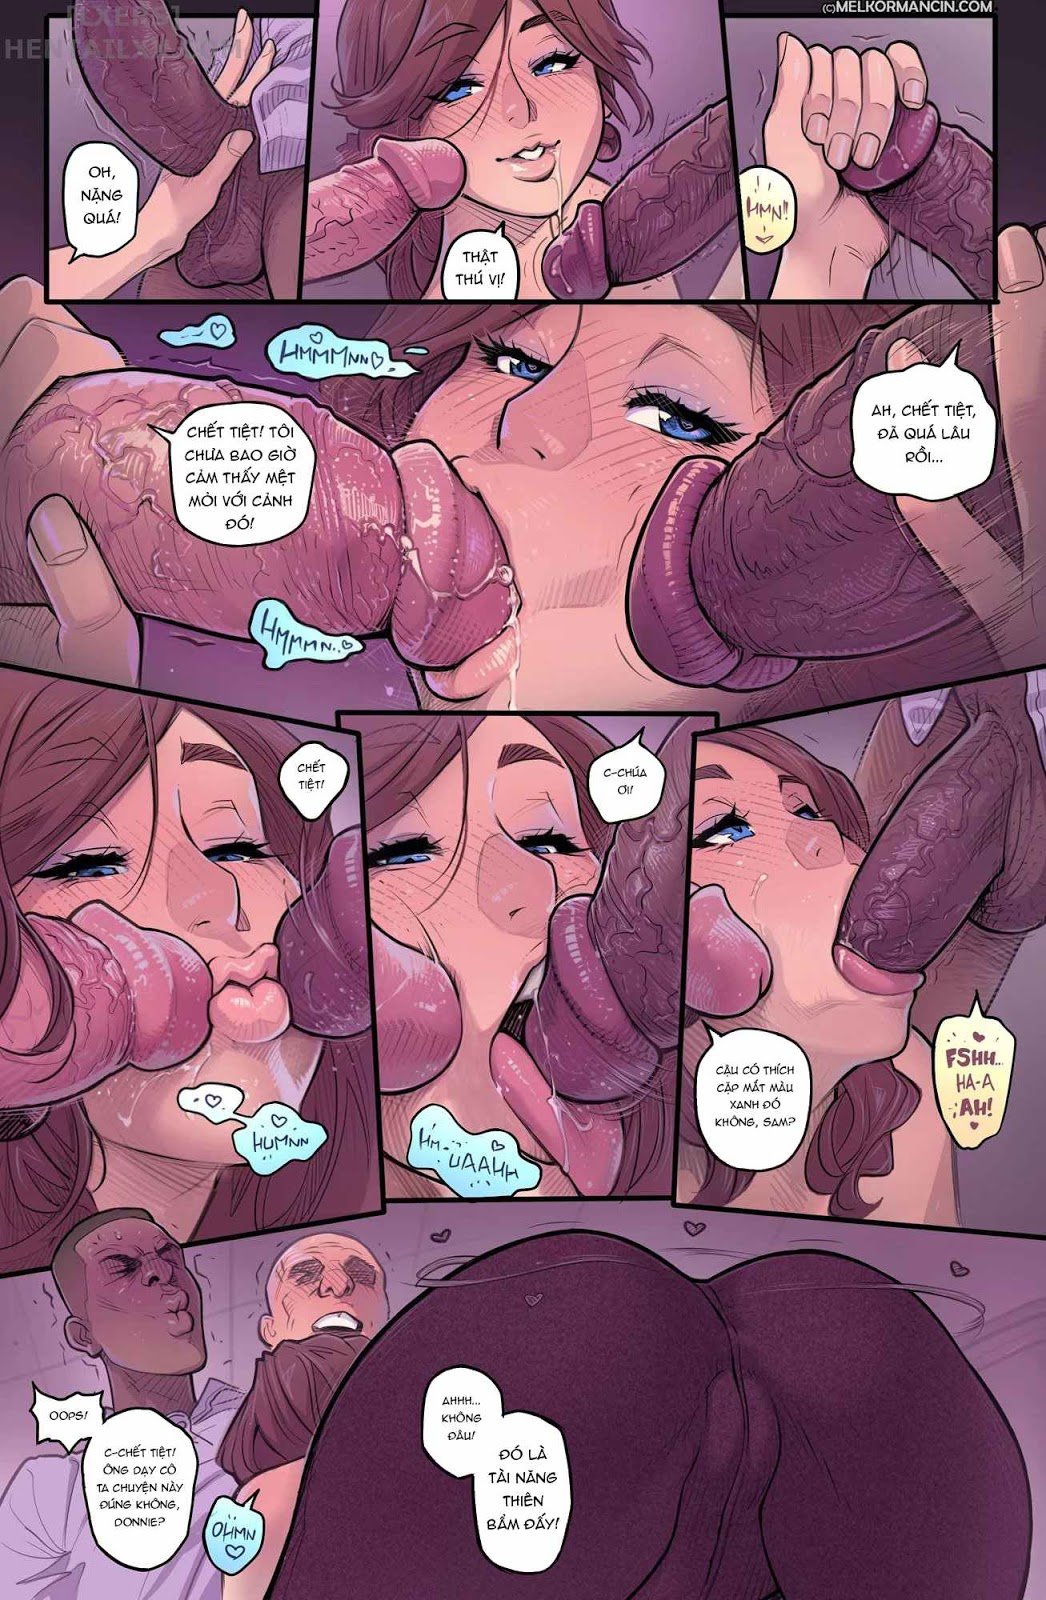 ©MELKORMANCIN.COM
[LXERS]
OH,
NẶNG
QUÁ!
THẬT
THÚ VỊ!
HMN!!
HMMMNN
CHẾT TIỆT! TÔI
CHƯA BAO GIỜ
CẢM THẤY MỆT
MỎI VỚI CẢNH
ĐÓ!
AH, CHẾT TIỆT,
ĐÃ QUÁ LÂU
RỒI...
HMMMN..
CHẾT
TIỆT!
HUMNN
C-CHÚA
ƠI!
HM..
UAAHH
CẬU CÓ THÍCH
CẶP MẮT MÀU
XANH ĐÓ
KHÔNG, SAM?
FSHH...
HA-A
AH!
OOPS!
C-CHẾT TIỆT!
ÔNG DẠY CÔ
TA CHUYỆN NÀY
ĐÚNG KHÔNG,
DONNIE?
OHMN
AHHH...
KHÔNG
ĐÂU!
ĐÓ LÀ
TÀI NĂNG
THIÊN
BẨM ĐẤY!